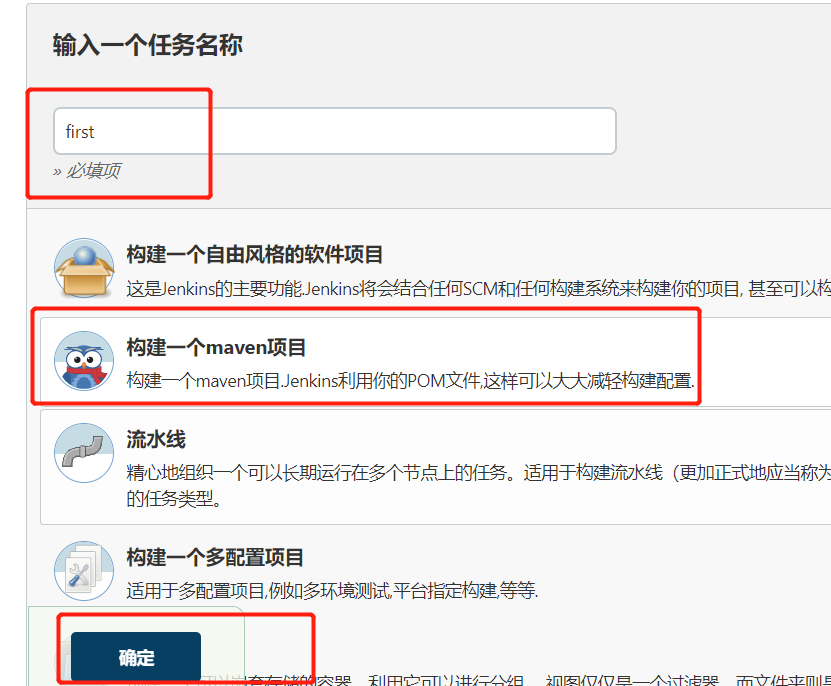 输入一个任务名称
first
» 必填项
构建一个自由风格的软件项目
这是Jenkins的主要功能.Jenkins将会结合任何SCM和任何构建系统来构建你的项目, 甚至可以构
构建一个maven项目
构建一个maven项目.Jenkins利用你的POM文件,这样可以大大减轻构建配置.
流水线
精心地组织一个可以长期运行在多个节点上的任务。适用于构建流水线（更加正式地应当称为
的任务类型。
构建一个多配置项目
适用于多配置项目,例如多环境测试,平台指定构建,等等.
确定
可以嵌套存储的容器。利用它可以进行分组。 视图仅仅是一个过滤器，而文件夹则是